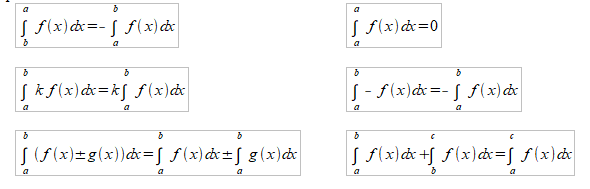 ∫_b^a f(x)dx=-∫_a^b f(x)dx
∫_a^a f(x)dx=0
∫_a^b k f(x)dx=k∫_a^b f(x)dx
∫_a^b - f(x)dx=-∫_a^b f(x)dx
∫_a^b (f(x)±g(x))dx=∫_a^b f(x)dx±∫_a^b g(x)dx
∫_a^b f(x)dx+∫_b^c f(x)dx=∫_a^c f(x)dx